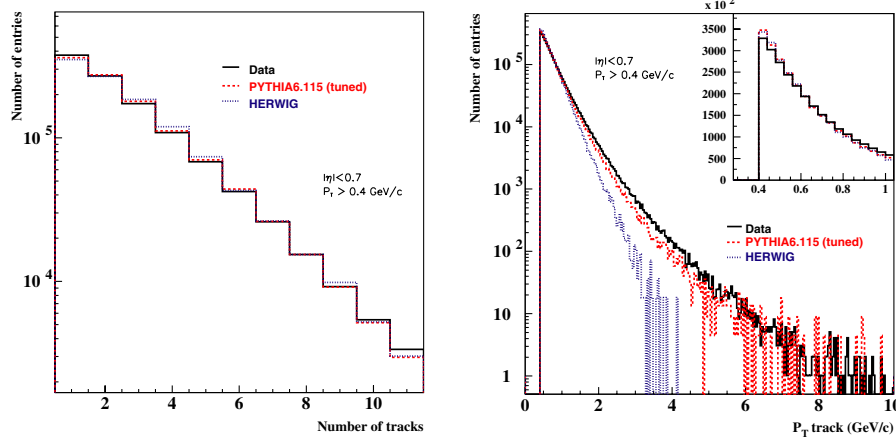 Number of entries
10^5
10^4
Data
PYTHIA6.115 (tuned)
HERWIG
|η|<0.7
P_T > 0.4 GeV/c
2
4
6
8
10
Number of tracks
Number of entries
10^5
10^4
10^3
10^2
10
1
|η|<0.7
P_T > 0.4 GeV/c
x 10^2
3500
3000
2500
2000
1500
1000
500
0
0.4
0.6
0.8
1
Data
PYTHIA6.115 (tuned)
HERWIG
0
2
4
6
8
10
P_T track (GeV/c)